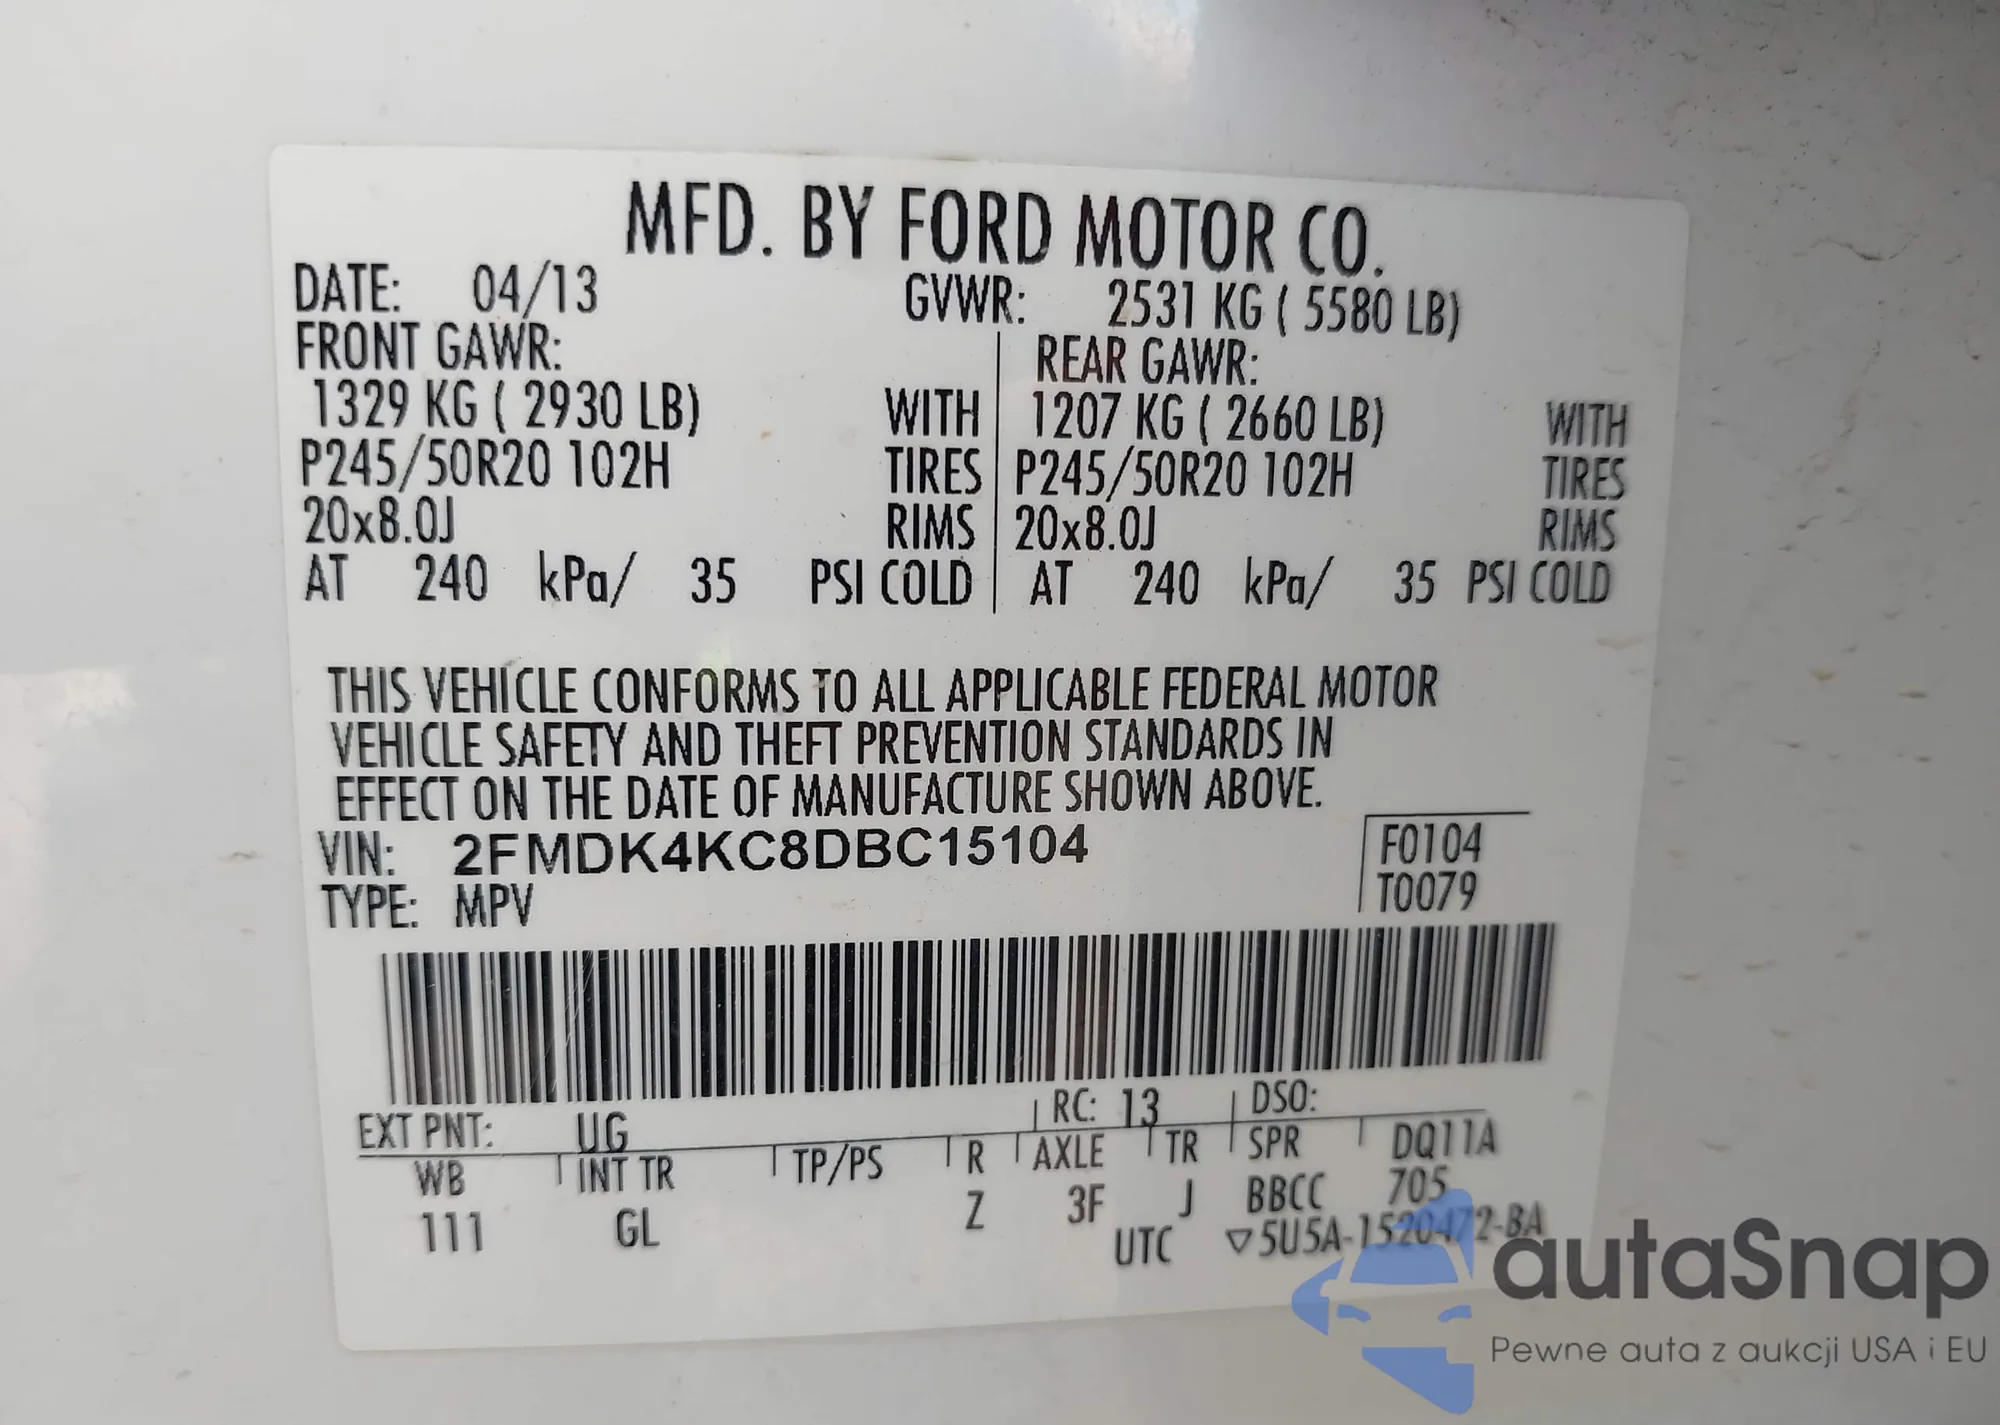 MFD. BY FORD MOTOR CO.
DATE: 04/13 GVWR: 2531 KG ( 5580 LB)
FRONT GAWR: REAR GAWR:
1329 KG ( 2930 LB) WITH 1207 KG ( 2660 LB) WITH
P245/50R20 102H TIRES P245/50R20 102H TIRES
20x8.0J RIMS 20x8.0J RIMS
AT 240 kPa/ 35 PSI COLD AT 240 kPa/ 35 PSI COLD
THIS VEHICLE CONFORMS TO ALL APPLICABLE FEDERAL MOTOR
VEHICLE SAFETY AND THEFT PREVENTION STANDARDS IN
EFFECT ON THE DATE OF MANUFACTURE SHOWN ABOVE.
VIN: 2FMDK4KC8DBC15104 F0104
TYPE: MPV T0079
EXT PNT: UG RC: 13 DSO:
WB INT TR TP/PS R AXLE TR SPR DQ11A
111 GL Z 3F J BBCC 705
UTC ▽5U5A-1520472-BA
autaSnap
Pewne auta z aukcji USA i EU